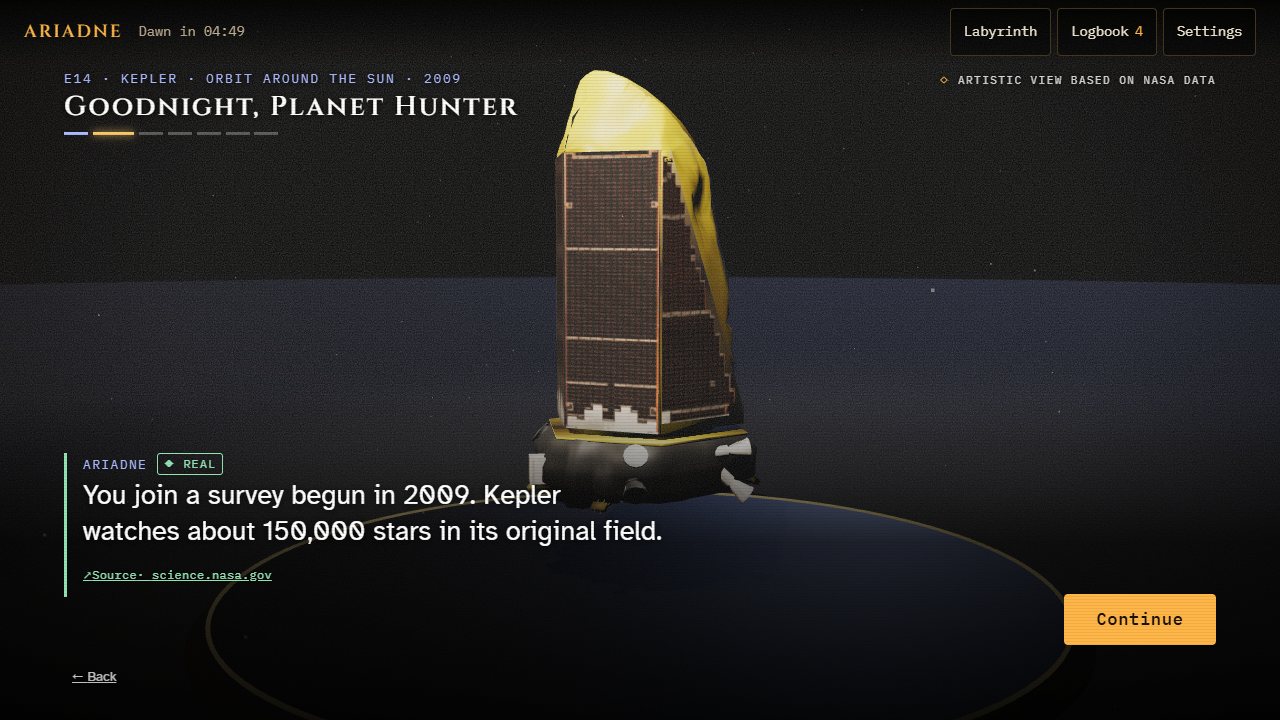 ARIADNE Dawn in 04:49 Labyrinth Logbook 4 Settings
E14 · KEPLER · ORBIT AROUND THE SUN · 2009
◇ ARTISTIC VIEW BASED ON NASA DATA
Goodnight, Planet Hunter
ARIADNE ◆ REAL
You join a survey begun in 2009. Kepler
watches about 150,000 stars in its original field.
↗Source· science.nasa.gov
Continue
← Back